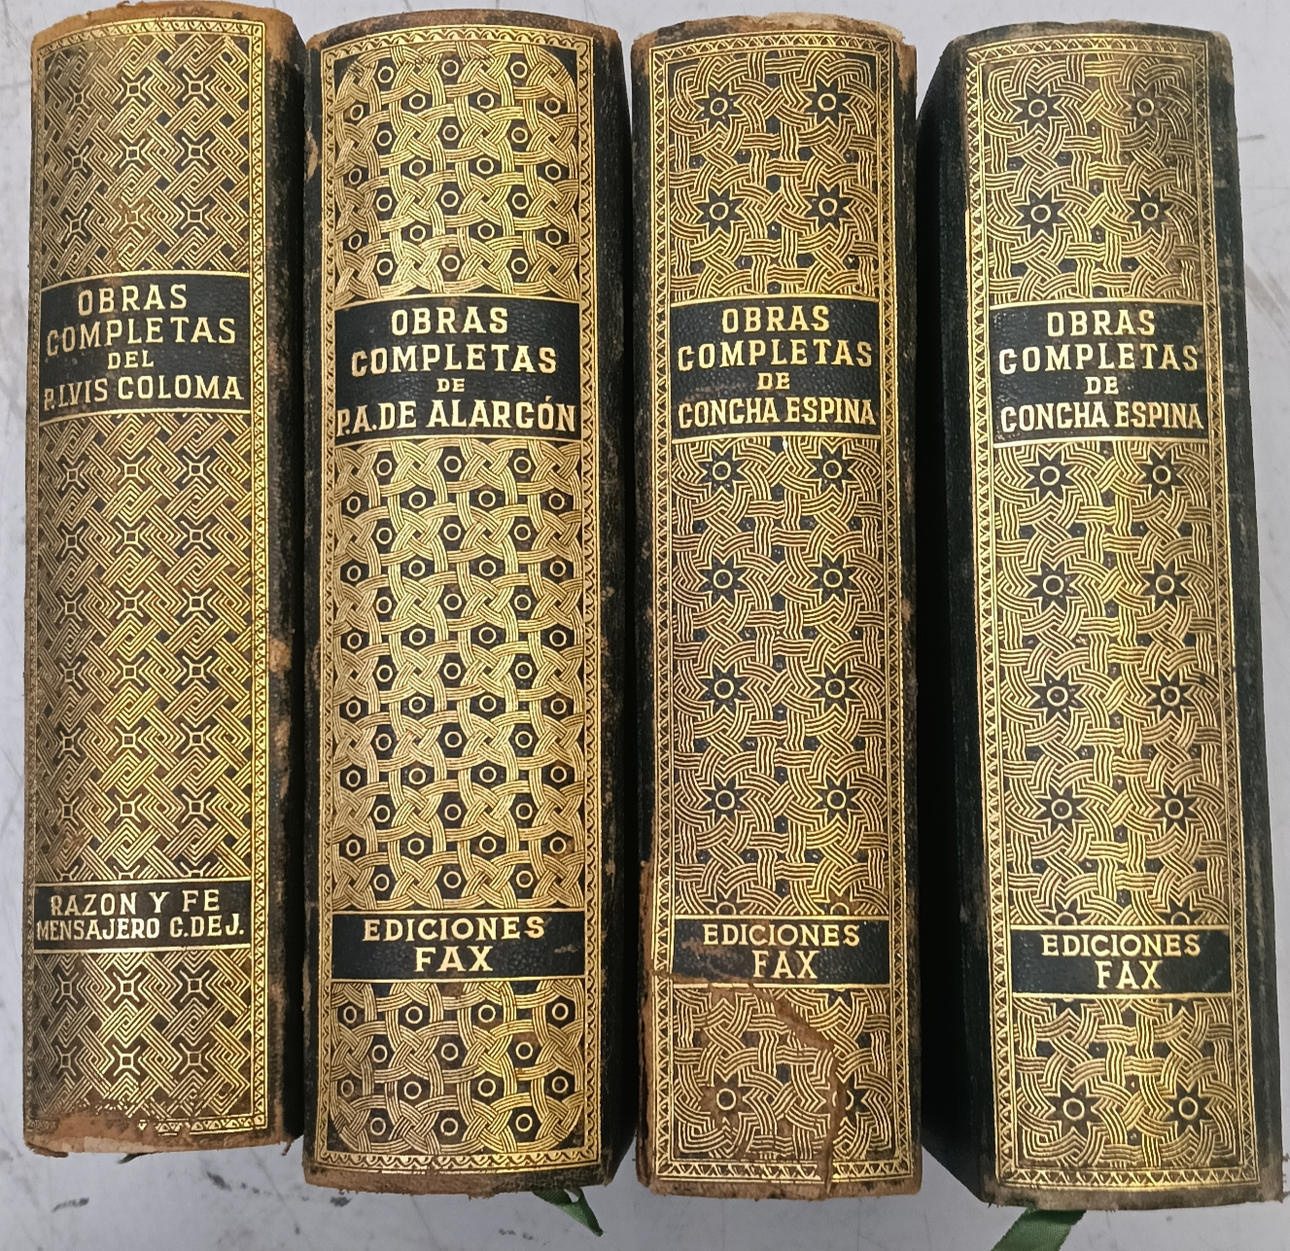 OBRAS
COMPLETAS
DEL
P. LVIS COLOMA
RAZON Y FE
MENSAJERO C. DE J.
OBRAS
COMPLETAS
DE
P.A. DE ALARCÓN
EDICIONES
FAX
OBRAS
COMPLETAS
DE
CONCHA ESPINA
EDICIONES
FAX
OBRAS
COMPLETAS
DE
CONCHA ESPINA
EDICIONES
FAX